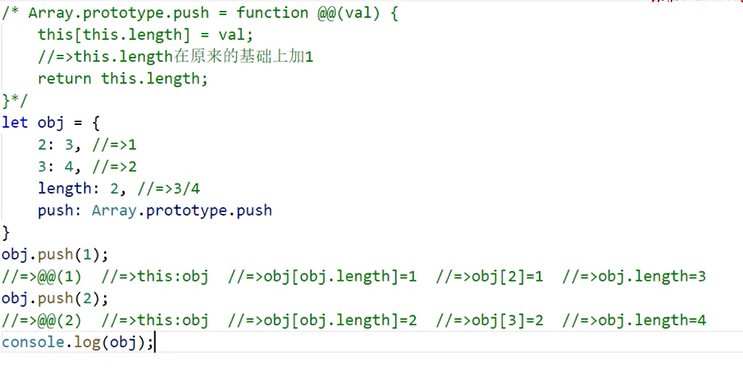 /* Array.prototype.push = function @@(val) {
    this[this.length] = val;
    //=>this.length在原来的基础上加1
    return this.length;
}*/
let obj = {
    2: 3, //=>1
    3: 4, //=>2
    length: 2, //=>3/4
    push: Array.prototype.push
}
obj.push(1);
//=>@@(1)  //=>this:obj  //=>obj[obj.length]=1  //=>obj[2]=1  //=>obj.length=3
obj.push(2);
//=>@@(2)  //=>this:obj  //=>obj[obj.length]=2  //=>obj[3]=2  //=>obj.length=4
console.log(obj);